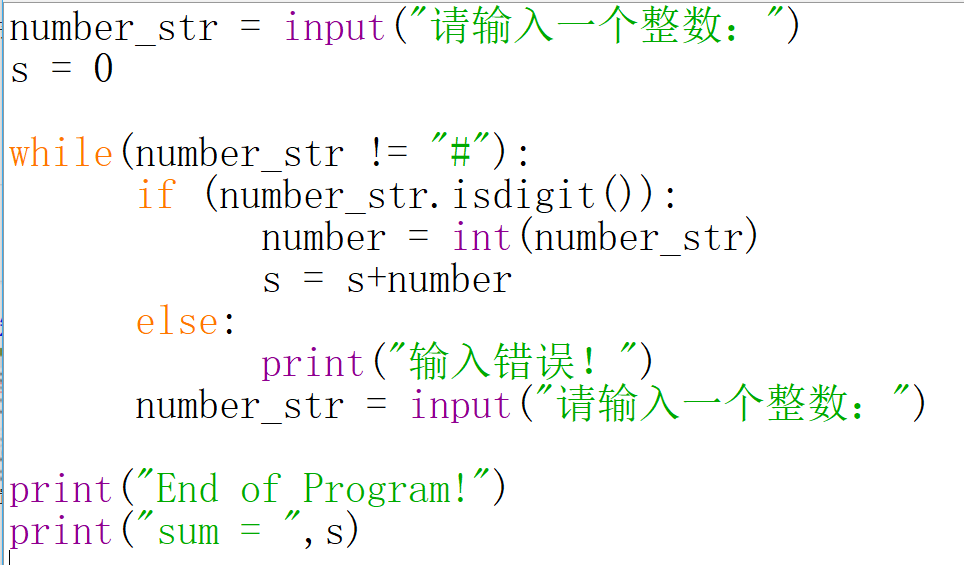 number_str = input("请输入一个整数：")
s = 0
while(number_str != "#"):
if (number_str.isdigit()):
number = int(number_str)
s = s+number
else:
print("输入错误！")
number_str = input("请输入一个整数：")
print("End of Program!")
print("sum = ",s)